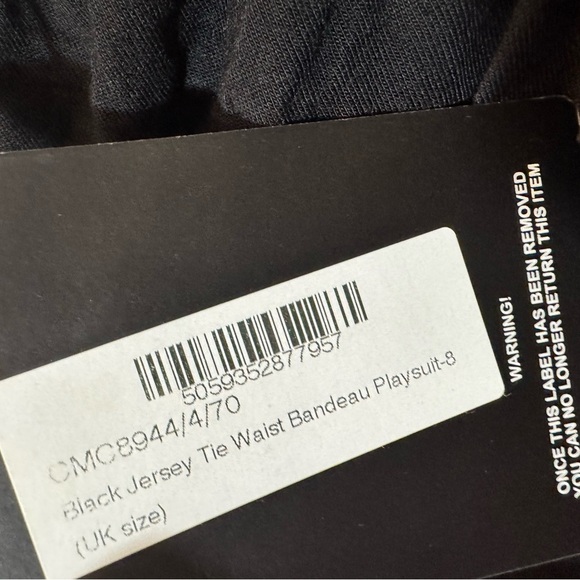 5059352877957
CMC8944/4/70
Black Jersey Tie Waist Bandeau Playsuit-8
(UK size)
WARNING!
ONCE THIS LABEL HAS BEEN REMOVED
YOU CAN NO LONGER RETURN THIS ITEM